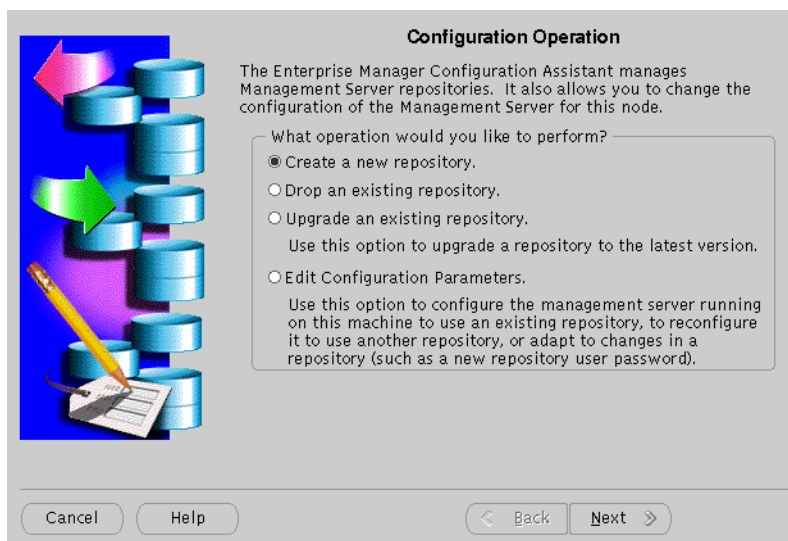 Configuration Operation
The Enterprise Manager Configuration Assistant manages
Management Server repositories. It also allows you to change the
configuration of the Management Server for this node.
What operation would you like to perform?
Create a new repository.
Drop an existing repository.
Upgrade an existing repository.
Use this option to upgrade a repository to the latest version.
Edit Configuration Parameters.
Use this option to configure the management server running
on this machine to use an existing repository, to reconfigure
it to use another repository, or adapt to changes in a
repository (such as a new repository user password).
Cancel
Help
Back
Next